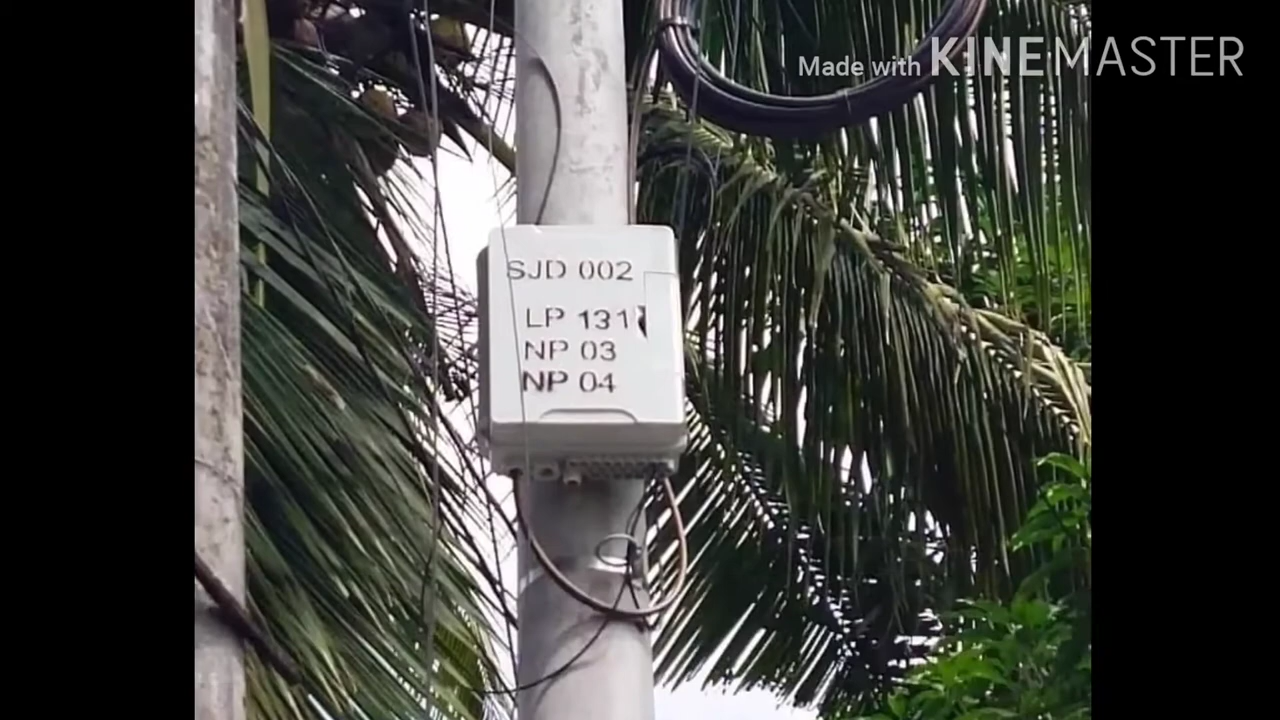 Made with KINEMASTER
SJD 002
LP 131
NP 03
NP 04